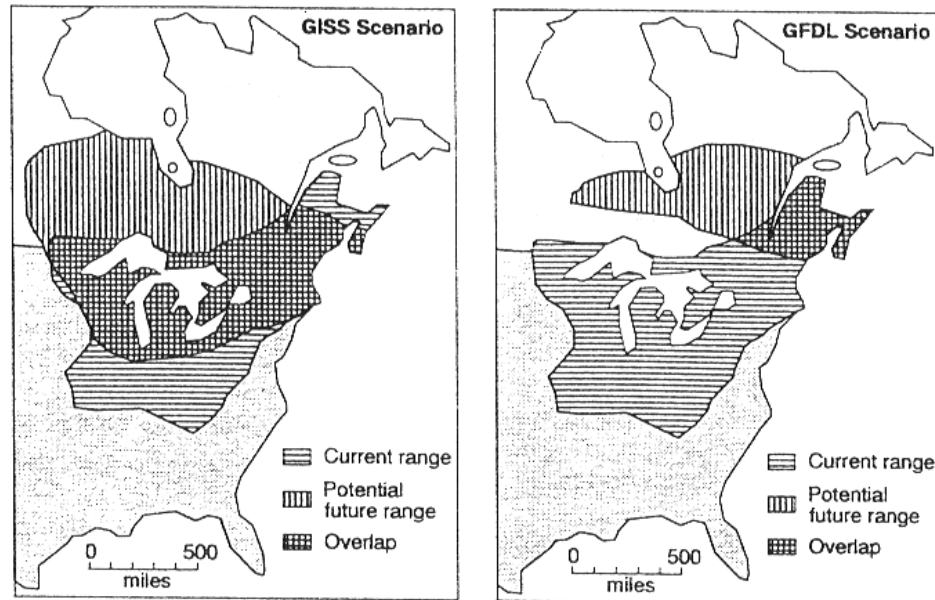 GISS Scenario
Current range
Potential
future range
Overlap
0 500
miles
GFDL Scenario
Current range
Potential
future range
Overlap
0 500
miles